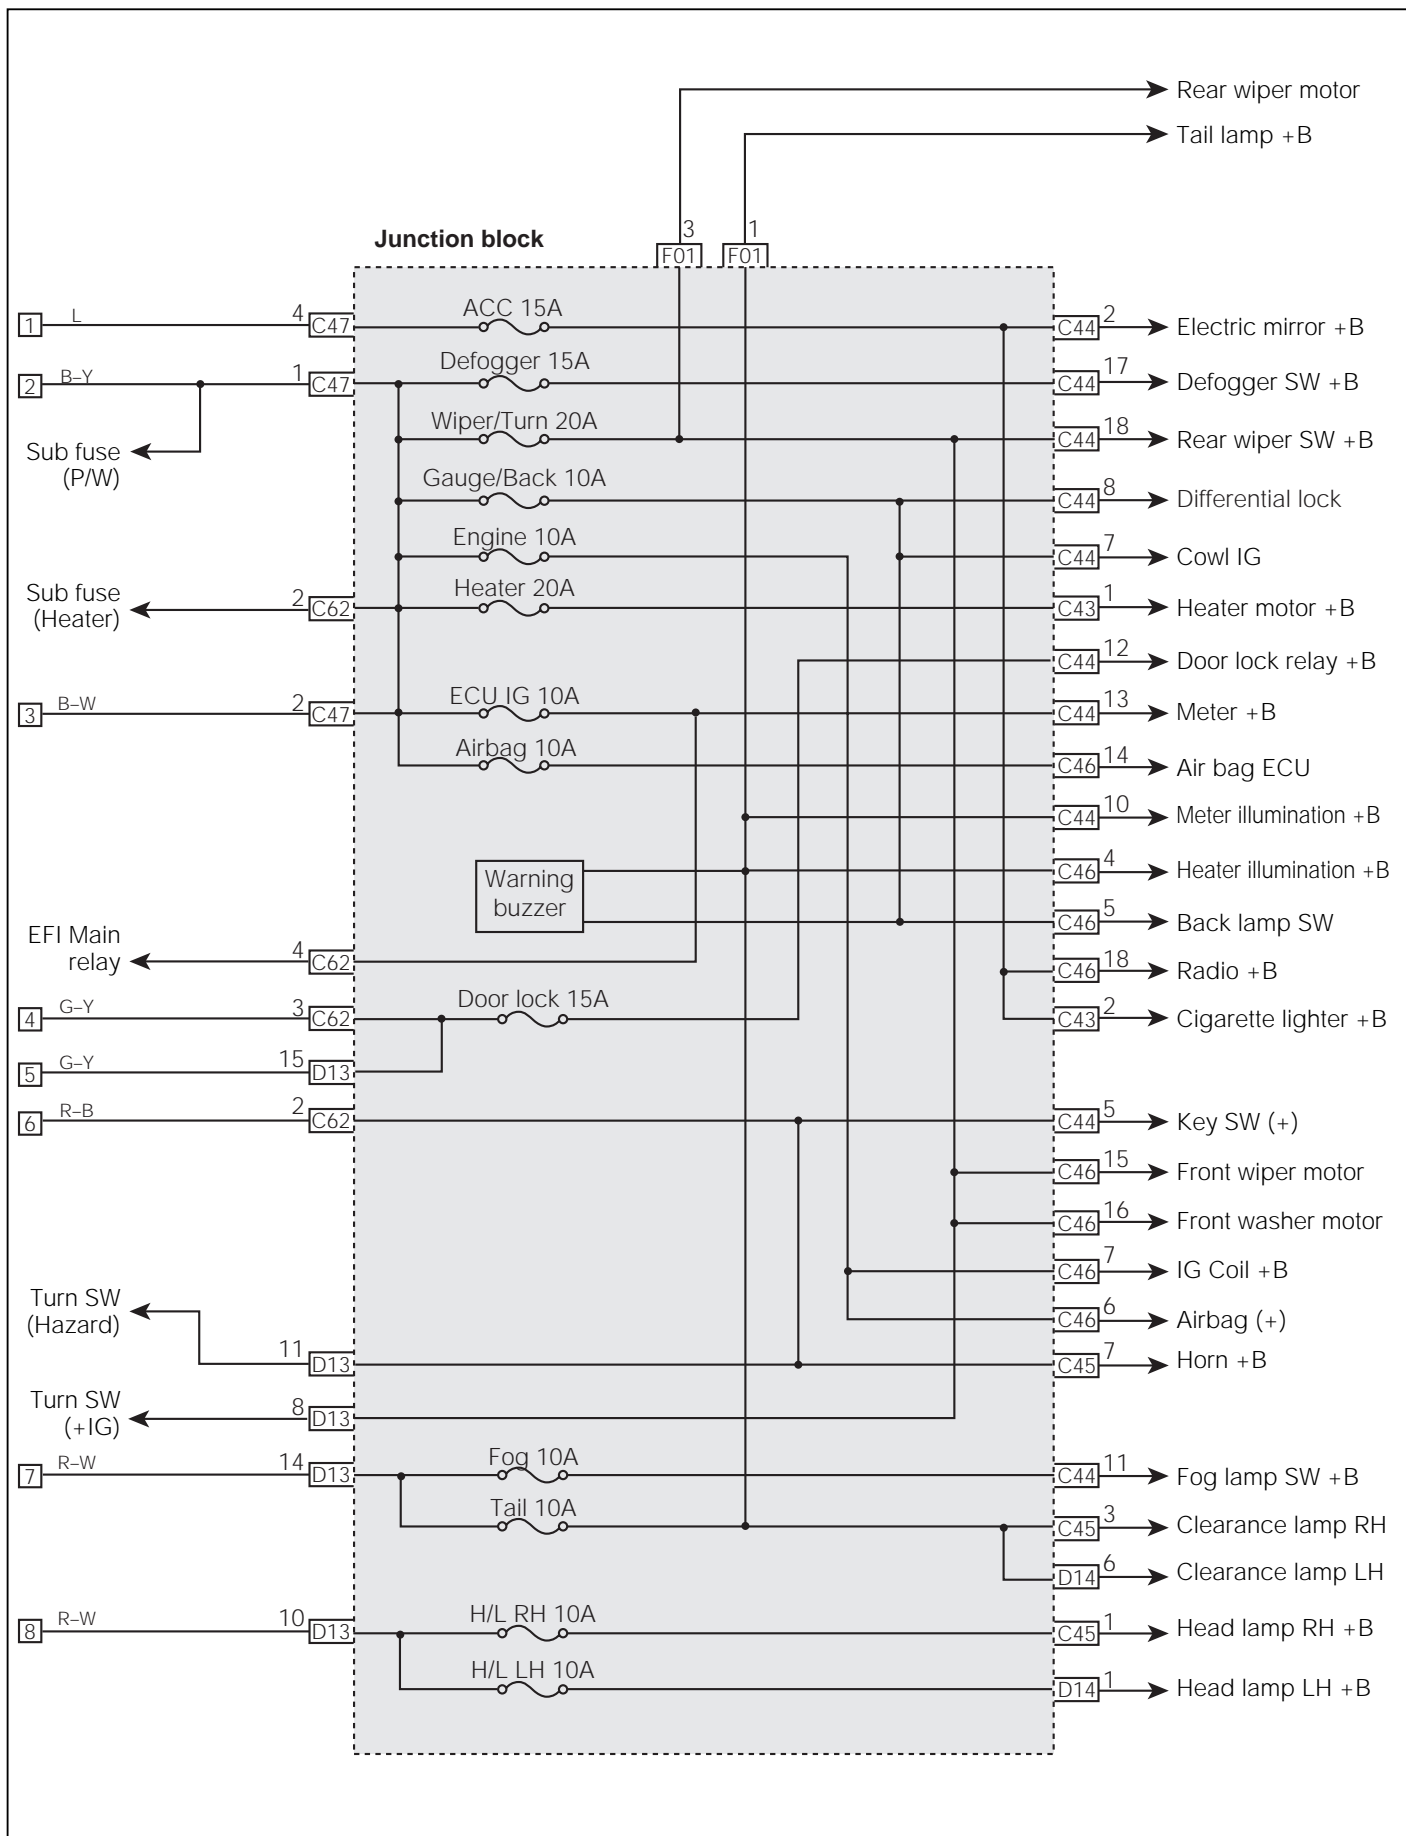 Rear wiper motor
Tail lamp +B
3
1
Junction block
F01
F01
1
L
4
C47
ACC 15A
C44
2
Electric mirror +B
2
B–Y
1
C47
Defogger 15A
C44
17
Defogger SW +B
Sub fuse
(P/W)
Wiper/Turn 20A
C44
18
Rear wiper SW +B
Gauge/Back 10A
C44
8
Differential lock
Engine 10A
C44
7
Cowl IG
Sub fuse
(Heater)
2
C62
Heater 20A
C43
1
Heater motor +B
C44
12
Door lock relay +B
3
B–W
2
C47
ECU IG 10A
C44
13
Meter +B
Airbag 10A
C46
14
Air bag ECU
C44
10
Meter illumination +B
Warning
buzzer
C46
4
Heater illumination +B
C46
5
Back lamp SW
EFI Main
relay
4
C62
C46
18
Radio +B
4
G–Y
3
C62
Door lock 15A
C43
2
Cigarette lighter +B
5
G–Y
15
D13
6
R–B
2
C62
C44
5
Key SW (+)
C46
15
Front wiper motor
C46
16
Front washer motor
C46
7
IG Coil +B
Turn SW
(Hazard)
C46
6
Airbag (+)
11
D13
C45
7
Horn +B
Turn SW
(+IG)
8
D13
7
R–W
14
D13
Fog 10A
C44
11
Fog lamp SW +B
Tail 10A
C45
3
Clearance lamp RH
D14
6
Clearance lamp LH
8
R–W
10
D13
H/L RH 10A
C45
1
Head lamp RH +B
H/L LH 10A
D14
1
Head lamp LH +B